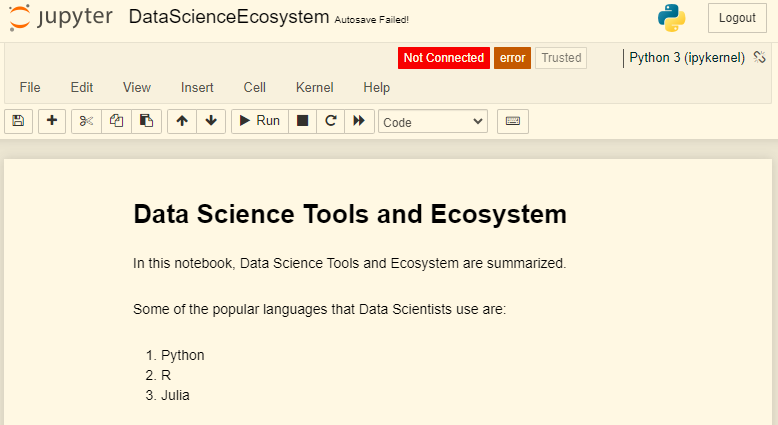 jupyter DataScienceEcosystem Autosave Failed! Logout
Not Connected error Trusted Python 3 (ipykernel)
File Edit View Insert Cell Kernel Help
Run Code
Data Science Tools and Ecosystem
In this notebook, Data Science Tools and Ecosystem are summarized.
Some of the popular languages that Data Scientists use are:
1. Python
2. R
3. Julia